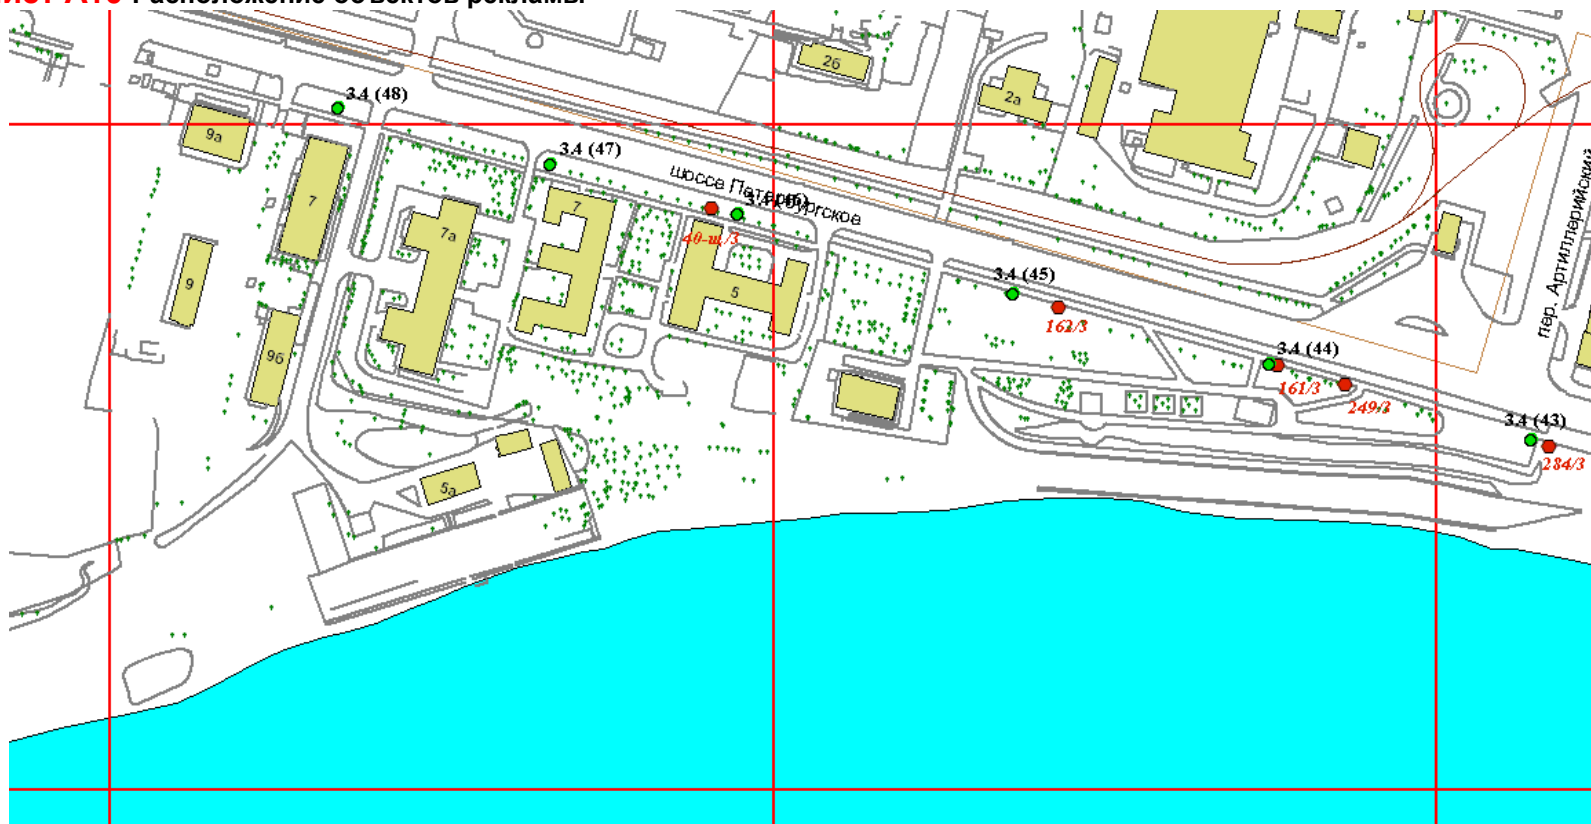 Расположение объектов рекламы
3.4 (48)
26
2а
9а
3.4 (47)
шоссе Петербургское
7
7
7а
40-щ/3
5
3.4 (45)
162/3
пер. Артиллерийский
9
96
3.4 (44)
161/3
249/3
3.4 (43)
284/3
5а